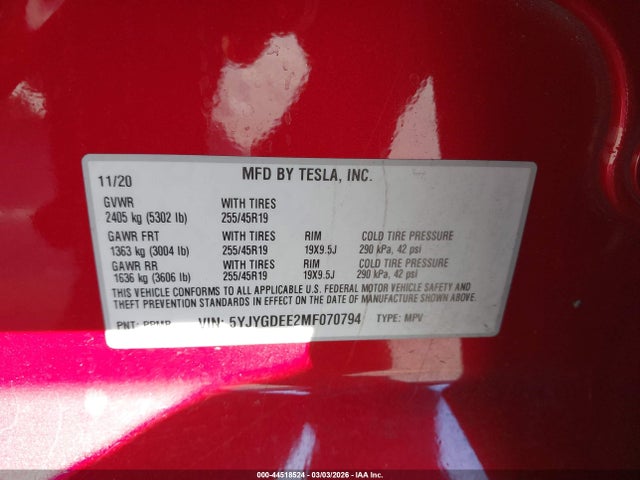 11/20 MFD BY TESLA, INC.
GVWR WITH TIRES
2405 kg (5302 lb) 255/45R19
GAWR FRT WITH TIRES RIM COLD TIRE PRESSURE
1363 kg (3004 lb) 255/45R19 19X9.5J 290 kPa, 42 psi
GAWR RR WITH TIRES RIM COLD TIRE PRESSURE
1636 kg (3606 lb) 255/45R19 19X9.5J 290 kPa, 42 psi
THIS VEHICLE CONFORMS TO ALL APPLICABLE U.S. FEDERAL MOTOR VEHICLE SAFETY AND
THEFT PREVENTION STANDARDS IN EFFECT ON THE DATE OF MANUFACTURE SHOWN ABOVE.
PNT: PPMR VIN: 5YJYGDEE2MF070794 TYPE: MPV
000-44518524 - 03/03/2026 - IAA Inc.